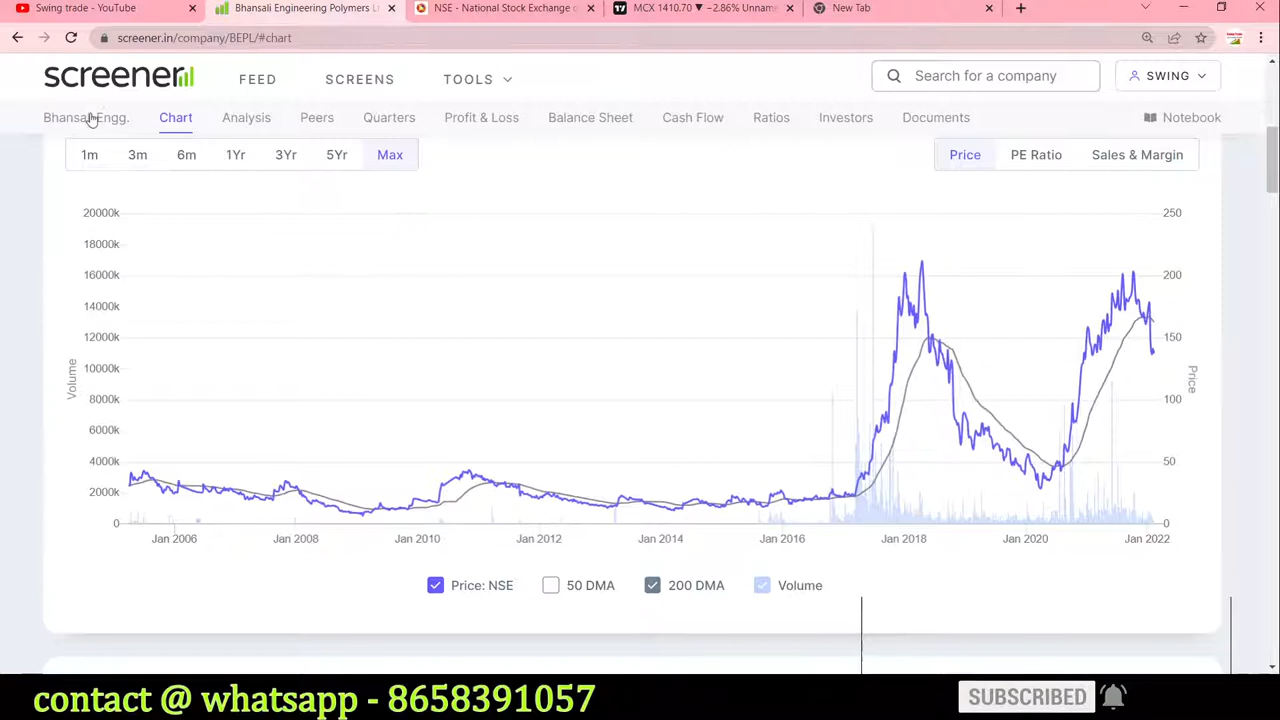 Swing trade - YouTube
Bhansali Engineering Polymers Li
NSE - National Stock Exchange o
MCX 1410.70 ▼ −2.86% Unnam
New Tab
screener.in/company/BEPL/#chart
screener
FEED
SCREENS
TOOLS
Search for a company
SWING
Bhansali Engg.
Chart
Analysis
Peers
Quarters
Profit & Loss
Balance Sheet
Cash Flow
Ratios
Investors
Documents
Notebook
1m
3m
6m
1Yr
3Yr
5Yr
Max
Price
PE Ratio
Sales & Margin
20000k
18000k
16000k
14000k
12000k
10000k
8000k
6000k
4000k
2000k
0
Volume
250
200
150
100
50
0
Price
Jan 2006
Jan 2008
Jan 2010
Jan 2012
Jan 2014
Jan 2016
Jan 2018
Jan 2020
Jan 2022
Price: NSE
50 DMA
200 DMA
Volume
contact @ whatsapp - 8658391057
SUBSCRIBED